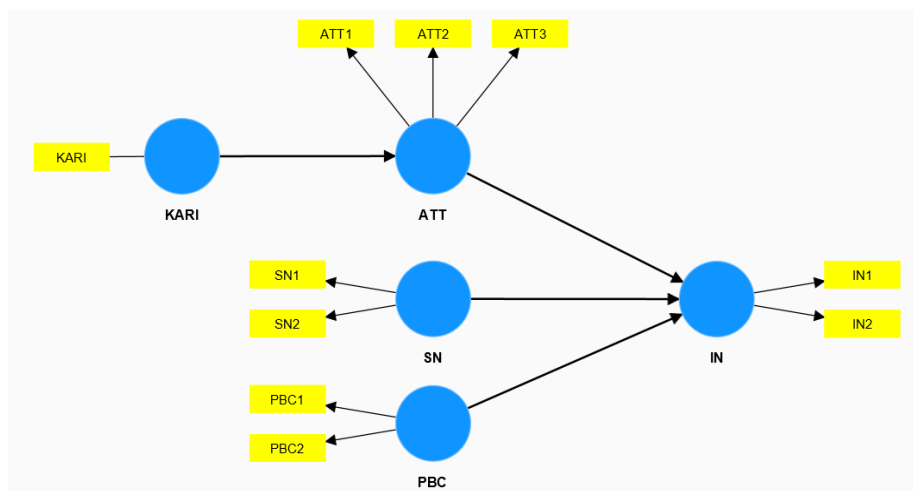 ATT1 ATT2 ATT3
KARI
KARI
ATT
SN1
SN2
SN
IN1
IN2
IN
PBC1
PBC2
PBC